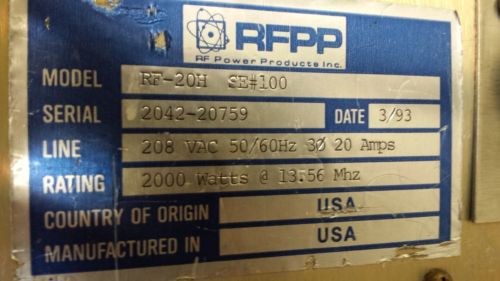 RFPP
RF Power Products Inc.
MODEL RF-20H SE#100
SERIAL 2042-20759 DATE 3/93
LINE 208 VAC 50/60Hz 3Ø 20 Amps
RATING 2000 Watts @ 13.56 Mhz
COUNTRY OF ORIGIN USA
MANUFACTURED IN USA